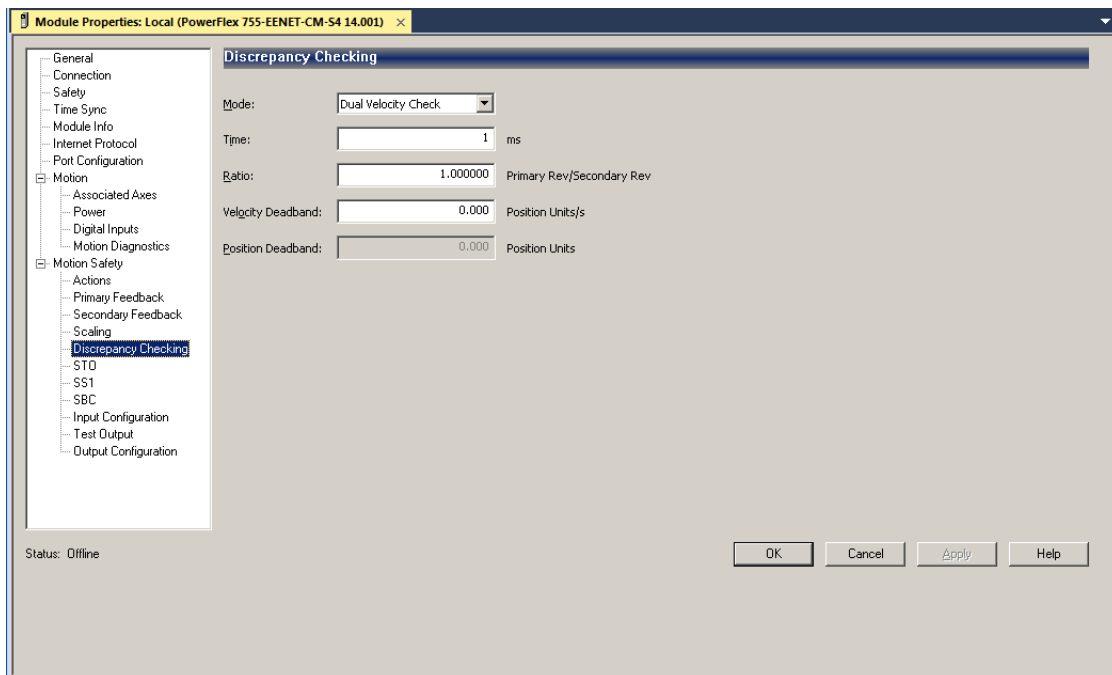 Module Properties: Local (PowerFlex 755-EENET-CM-S4 14.001) ×
General
Connection
Safety
Time Sync
Module Info
Internet Protocol
Port Configuration
Motion
Associated Axes
Power
Digital Inputs
Motion Diagnostics
Motion Safety
Actions
Primary Feedback
Secondary Feedback
Scaling
Discrepancy Checking
STO
SS1
SBC
Input Configuration
Test Output
Output Configuration
Discrepancy Checking
Mode: Dual Velocity Check
Time: 1 ms
Ratio: 1.000000 Primary Rev/Secondary Rev
Velocity Deadband: 0.000 Position Units/s
Position Deadband: 0.000 Position Units
Status: Offline
OK Cancel Apply Help